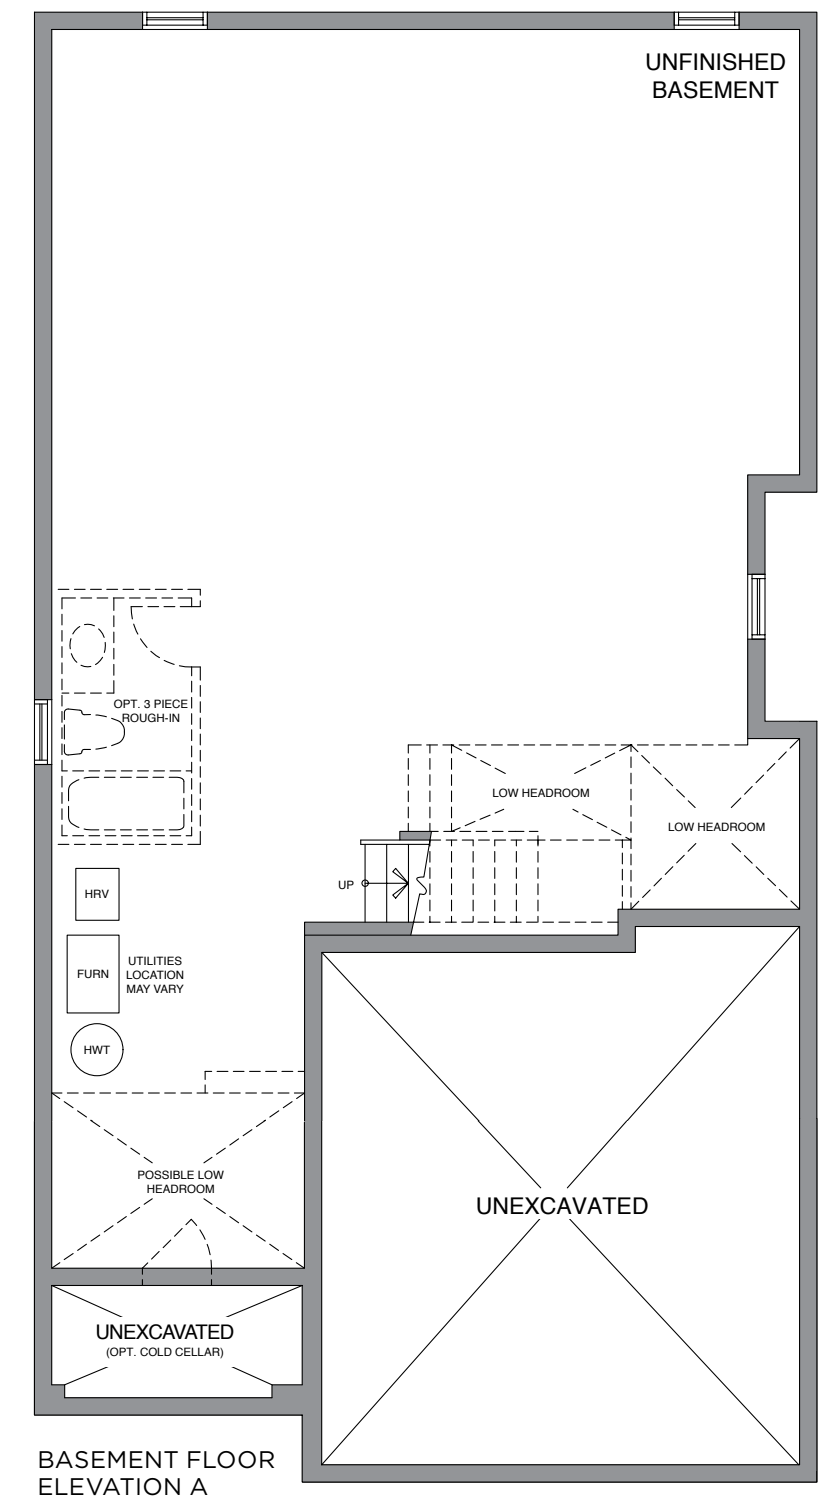 UNFINISHED
BASEMENT
OPT. 3 PIECE
ROUGH-IN
LOW HEADROOM
LOW HEADROOM
UP
HRV
FURN
UTILITIES
LOCATION
MAY VARY
HWT
POSSIBLE LOW
HEADROOM
UNEXCAVATED
UNEXCAVATED
(OPT. COLD CELLAR)
BASEMENT FLOOR
ELEVATION A